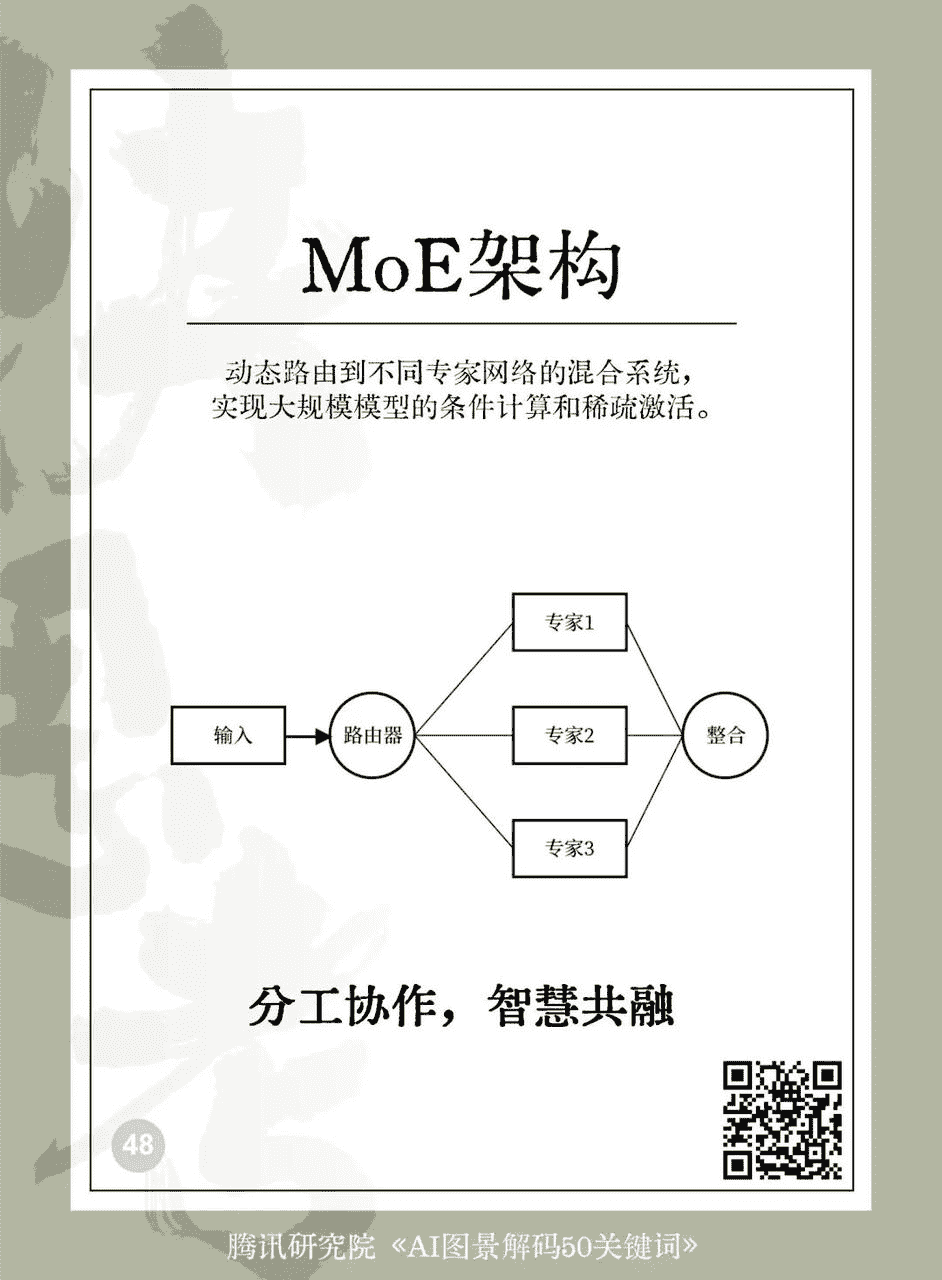 MoE架构
动态路由到不同专家网络的混合系统，
实现大规模模型的条件计算和稀疏激活。
专家1
输入
路由器
专家2
整合
专家3
分工协作，智慧共融
48
腾讯研究院《AI图景解码50关键词》